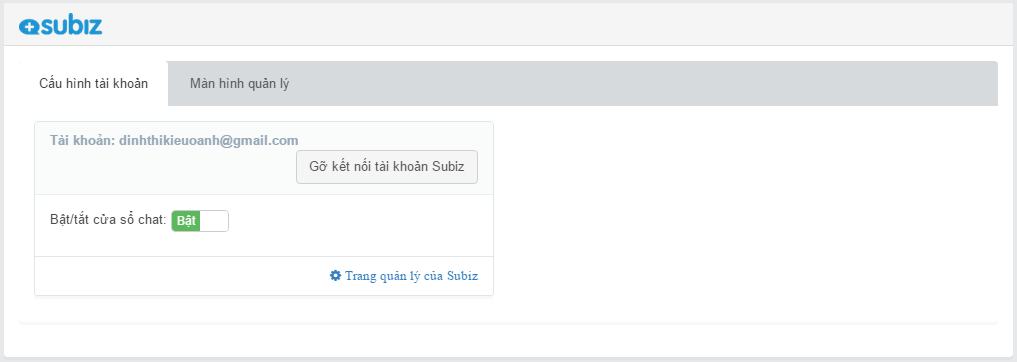 subiz
Cấu hình tài khoản Màn hình quản lý
Tài khoản: dinhthikieuoanh@gmail.com
Gỡ kết nối tài khoản Subiz
Bật/tắt cửa sổ chat: Bật
Trang quản lý của Subiz